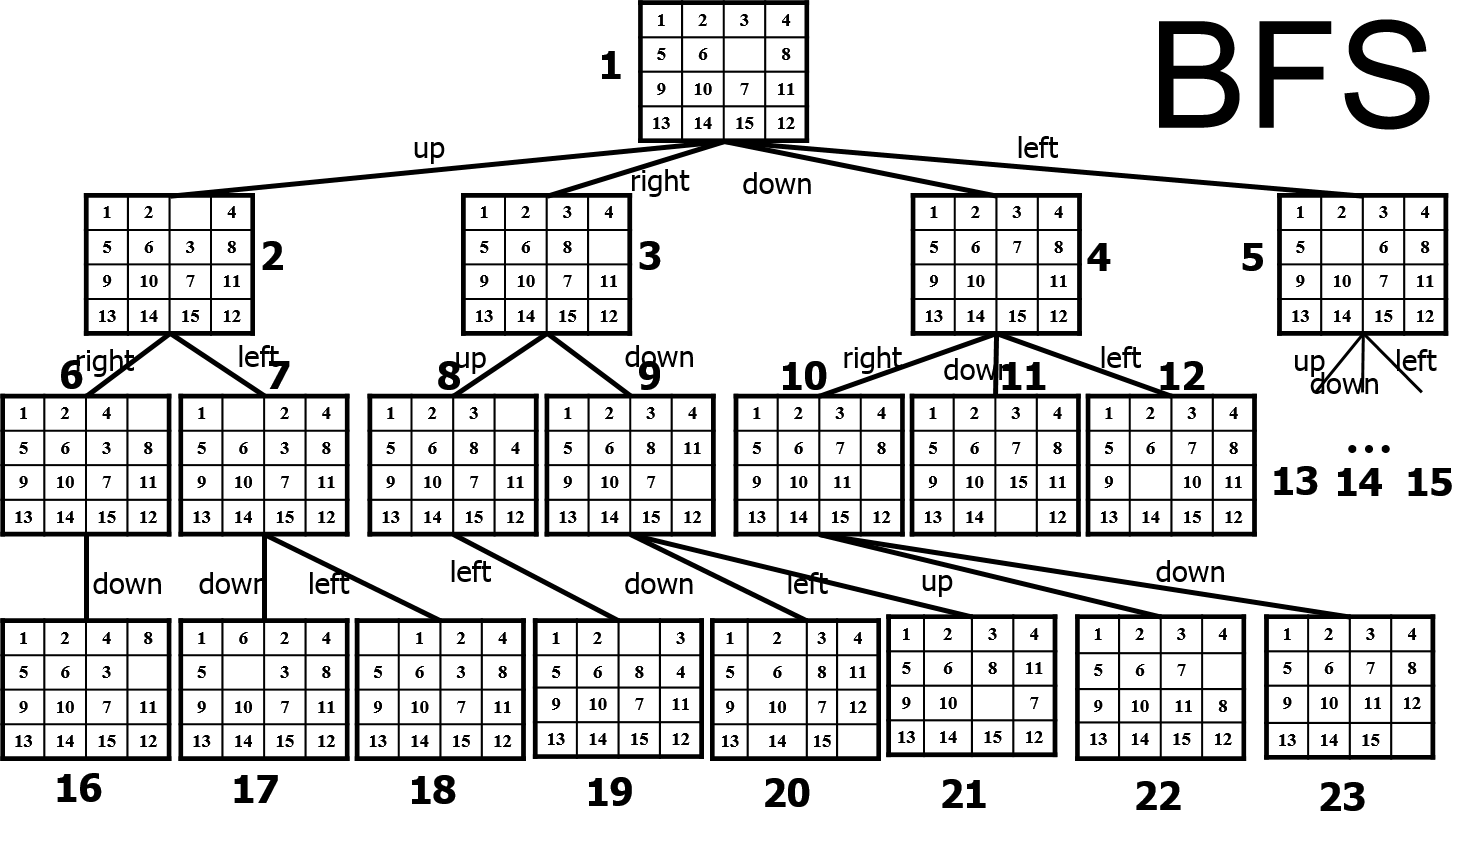 BFS
1
1 2 3 4
5 6 8
9 10 7 11
13 14 15 12
up right down left
1 2 4
5 6 3 8
9 10 7 11
13 14 15 12
2
1 2 3 4
5 6 8
9 10 7 11
13 14 15 12
3
1 2 3 4
5 6 7 8
9 10 11
13 14 15 12
4
5
1 2 3 4
5 6 8
9 10 7 11
13 14 15 12
right left up down right down left up down left
6 7 8 9 10 11 12
1 2 4
5 6 3 8
9 10 7 11
13 14 15 12
1 2 4
5 6 3 8
9 10 7 11
13 14 15 12
1 2 3
5 6 8 4
9 10 7 11
13 14 15 12
1 2 3 4
5 6 8 11
9 10 7
13 14 15 12
1 2 3 4
5 6 7 8
9 10 11
13 14 15 12
1 2 3 4
5 6 7 8
9 10 15 11
13 14 12
1 2 3 4
5 6 7 8
9 10 11
13 14 15 12
...
13 14 15
down down left left down left up down
1 2 4 8
5 6 3
9 10 7 11
13 14 15 12
1 6 2 4
5 3 8
9 10 7 11
13 14 15 12
1 2 4
5 6 3 8
9 10 7 11
13 14 15 12
1 2 3
5 6 8 4
9 10 7 11
13 14 15 12
1 2 3 4
5 6 8 11
9 10 7 12
13 14 15
1 2 3 4
5 6 8 11
9 10 7
13 14 15 12
1 2 3 4
5 6 7
9 10 11 8
13 14 15 12
1 2 3 4
5 6 7 8
9 10 11 12
13 14 15
16 17 18 19 20 21 22 23